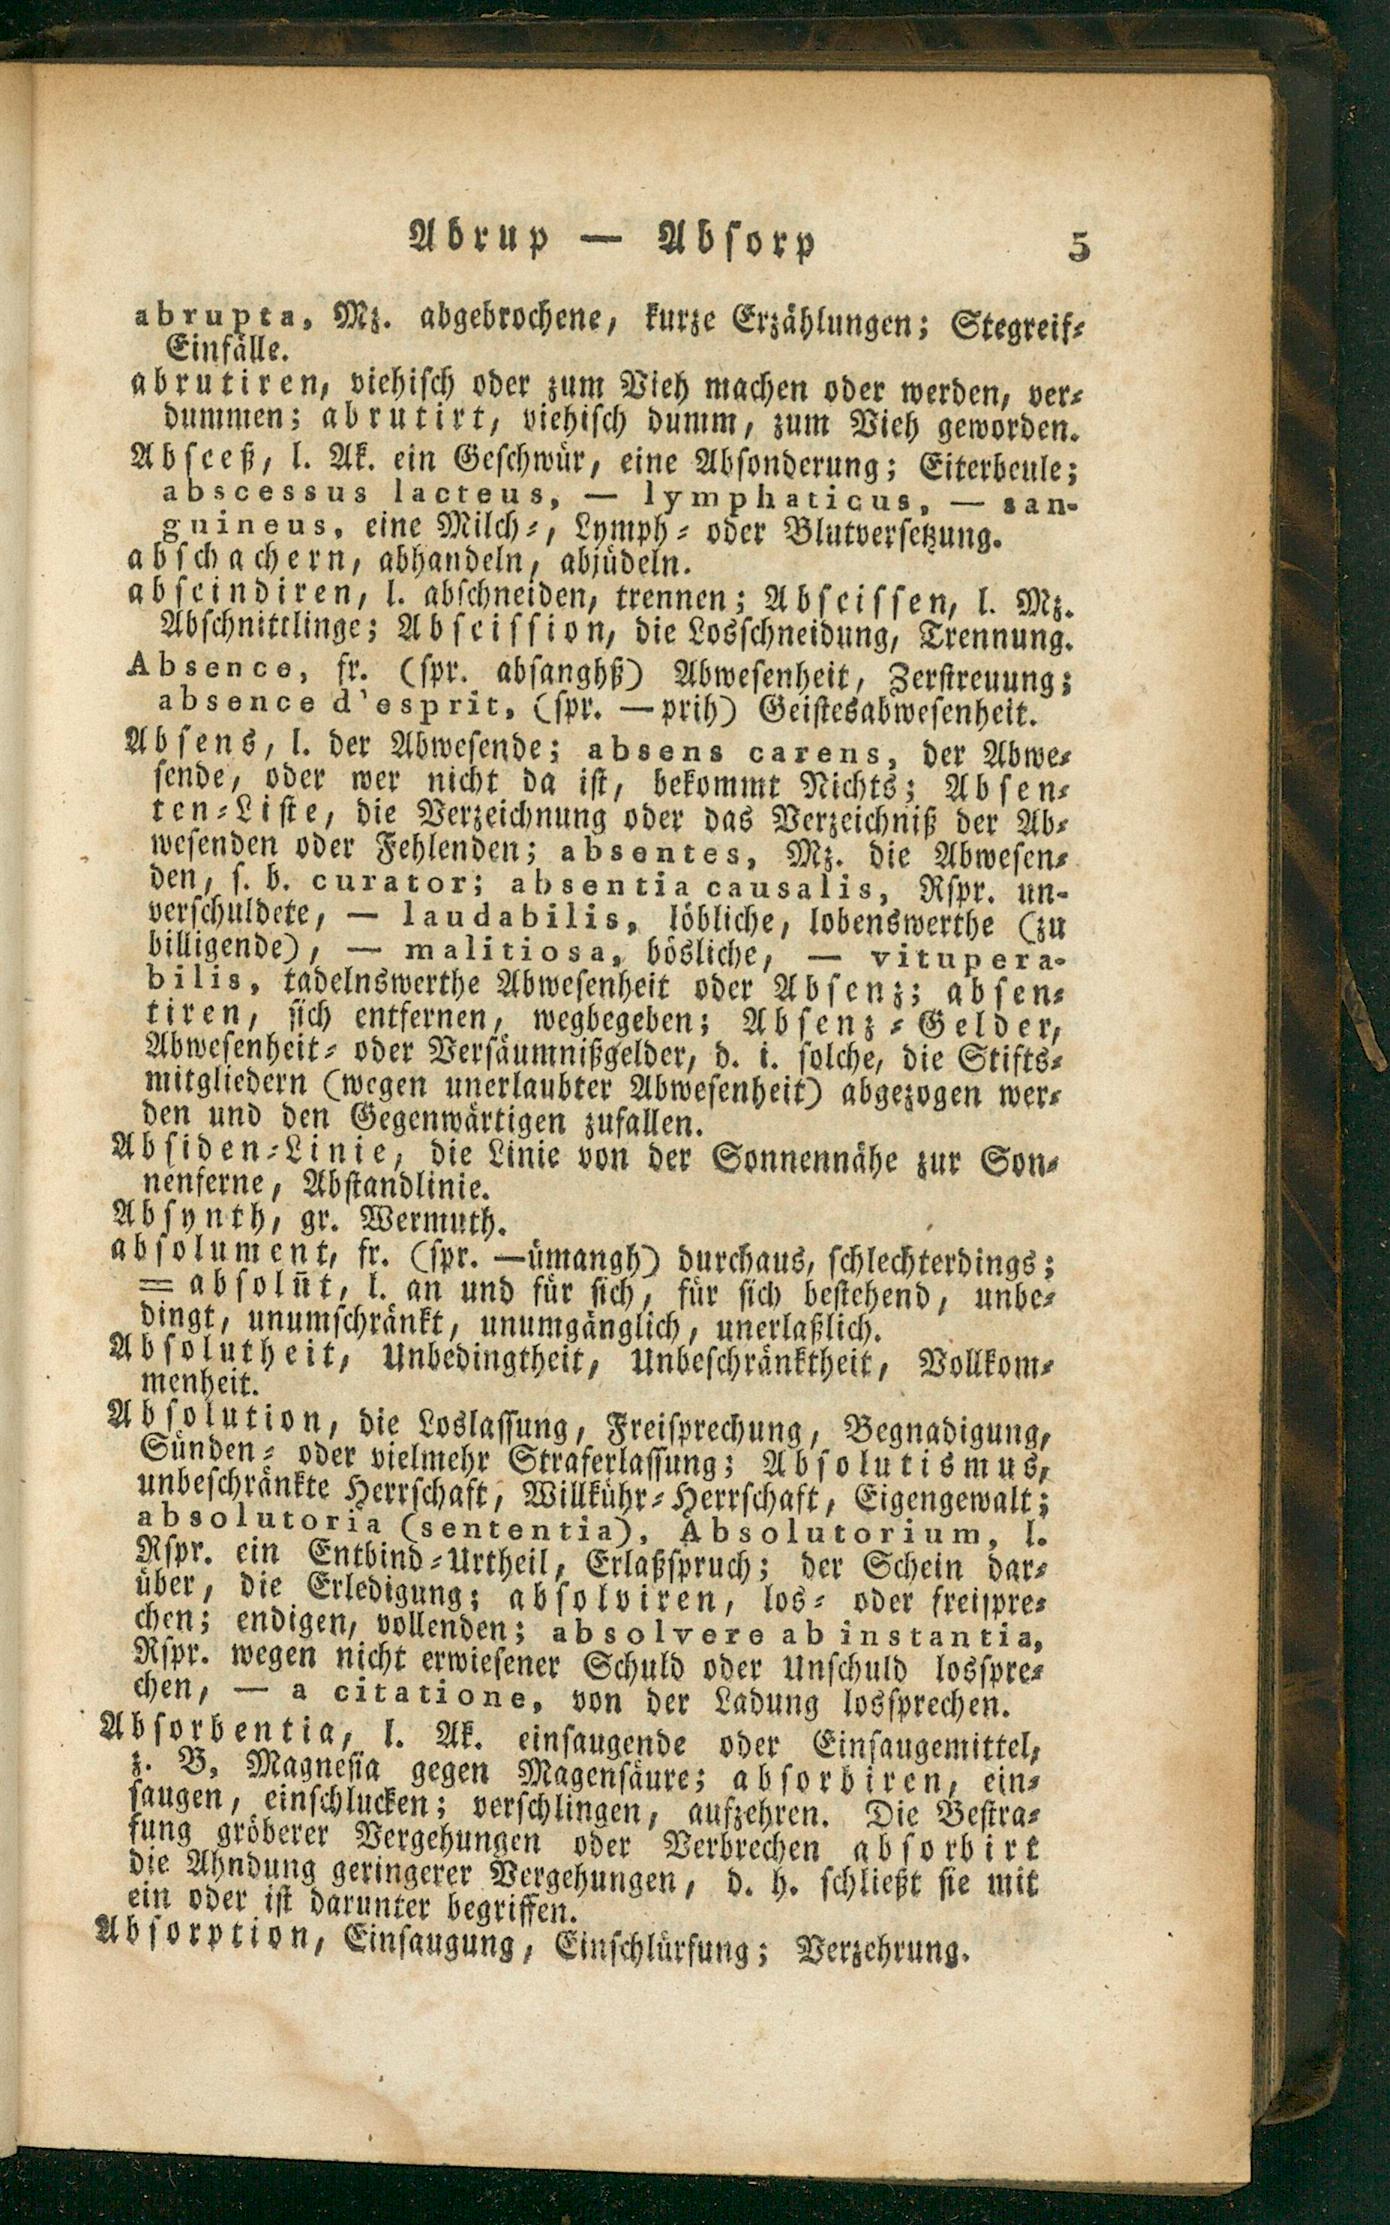 Abrup — Absorp 5
abrupta, Mz. abgebrochene, kurze Erzählungen; Stegreif-
Einfälle.
abrutiren, viehisch oder zum Vieh machen oder werden, ver-
dummen; abrutirt, viehisch dumm, zum Vieh geworden.
Absceß, l. Ak. ein Geschwür, eine Absonderung; Eiterbeule;
abscessus lacteus, — lymphaticus, — san-
guineus, eine Milch-, Lymph- oder Blutversetzung.
abschachern, abhandeln, abjüdeln.
abscindiren, l. abschneiden, trennen; Abscissen, l. Mz.
Abschnittlinge; Abscission, die Losschneidung, Trennung.
Absence, fr. (spr. absanghß) Abwesenheit, Zerstreuung;
absence d'esprit, (spr. —prih) Geistesabwesenheit.
Absens, l. der Abwesende; absens carens, der Abwe-
sende, oder wer nicht da ist, bekommt Nichts; Absen-
ten-Liste, die Verzeichnung oder das Verzeichniß der Ab-
wesenden oder Fehlenden; absentes, Mz. die Abwesen-
den, s. b. curator; absentia causalis, Rspr. un-
verschuldete, — laudabilis, löbliche, lobenswerthe (zu
billigende), — malitiosa, bösliche, — vitupera-
bilis, tadelnswerthe Abwesenheit oder Absenz; absen-
tiren, sich entfernen, wegbegeben; Absenz-Gelder,
Abwesenheit- oder Versäumnißgelder, d. i. solche, die Stifts-
mitgliedern (wegen unerlaubter Abwesenheit) abgezogen wer-
den und den Gegenwärtigen zufallen.
Absiden-Linie, die Linie von der Sonnennähe zur Son-
nenferne, Abstandlinie.
Absynth, gr. Wermuth.
absolument, fr. (spr. —ümangh) durchaus, schlechterdings;
= absolūt, l. an und für sich, für sich bestehend, unbe-
dingt, unumschränkt, unumgänglich, unerlaßlich.
Absolutheit, Unbedingtheit, Unbeschränktheit, Vollkom-
menheit.
Absolution, die Loslassung, Freisprechung, Begnadigung,
Sünden- oder vielmehr Straferlassung; Absolutismus,
unbeschränkte Herrschaft, Willkühr-Herrschaft, Eigengewalt;
absolutoria (sententia), Absolutorium, l.
Rspr. ein Entbind-Urtheil, Erlaßspruch; der Schein dar-
über, die Erledigung; absolviren, los- oder freispre-
chen; endigen, vollenden; absolvere ab instantia,
Rspr. wegen nicht erwiesener Schuld oder Unschuld losspre-
chen, — a citatione, von der Ladung lossprechen.
Absorbentia, l. Ak. einsaugende oder Einsaugemittel,
z. B. Magnesia gegen Magensäure; absorbiren, ein-
saugen, einschlucken; verschlingen, aufzehren. Die Bestra-
fung gröberer Vergehungen oder Verbrechen absorbirt
die Ahndung geringerer Vergehungen, d. h. schließt sie mit
ein oder ist darunter begriffen.
Absorption, Einsaugung, Einschlürfung; Verzehrung.